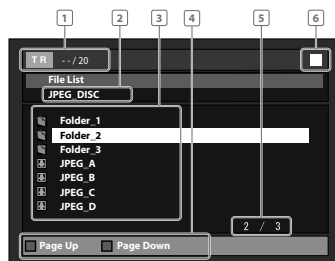 1 2 3 4 5 6
TR --/20
File List
JPEG_DISC
Folder_1
Folder_2
Folder_3
JPEG_A
JPEG_B
JPEG_C
JPEG_D
2 / 3
Page Up Page Down